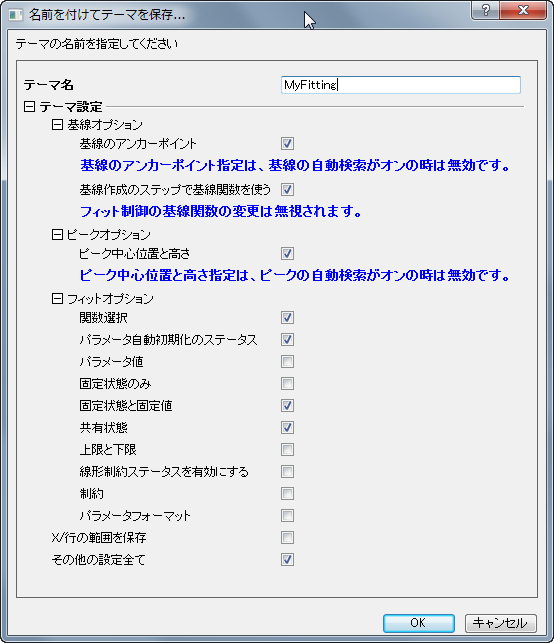 名前を付けてテーマを保存...
テーマの名前を指定してください
テーマ名 MyFitting
テーマ設定
基線オプション
基線のアンカーポイント
基線のアンカーポイント指定は、基線の自動検索がオンの時は無効です。
基線作成のステップで基線関数を使う
フィット制御の基線関数の変更は無視されます。
ピークオプション
ピーク中心位置と高さ
ピーク中心位置と高さ指定は、ピークの自動検索がオンの時は無効です。
フィットオプション
関数選択
パラメータ自動初期化のステータス
パラメータ値
固定状態のみ
固定状態と固定値
共有状態
上限と下限
線形制約ステータスを有効にする
制約
パラメータフォーマット
X/行の範囲を保存
その他の設定全て
OK キャンセル